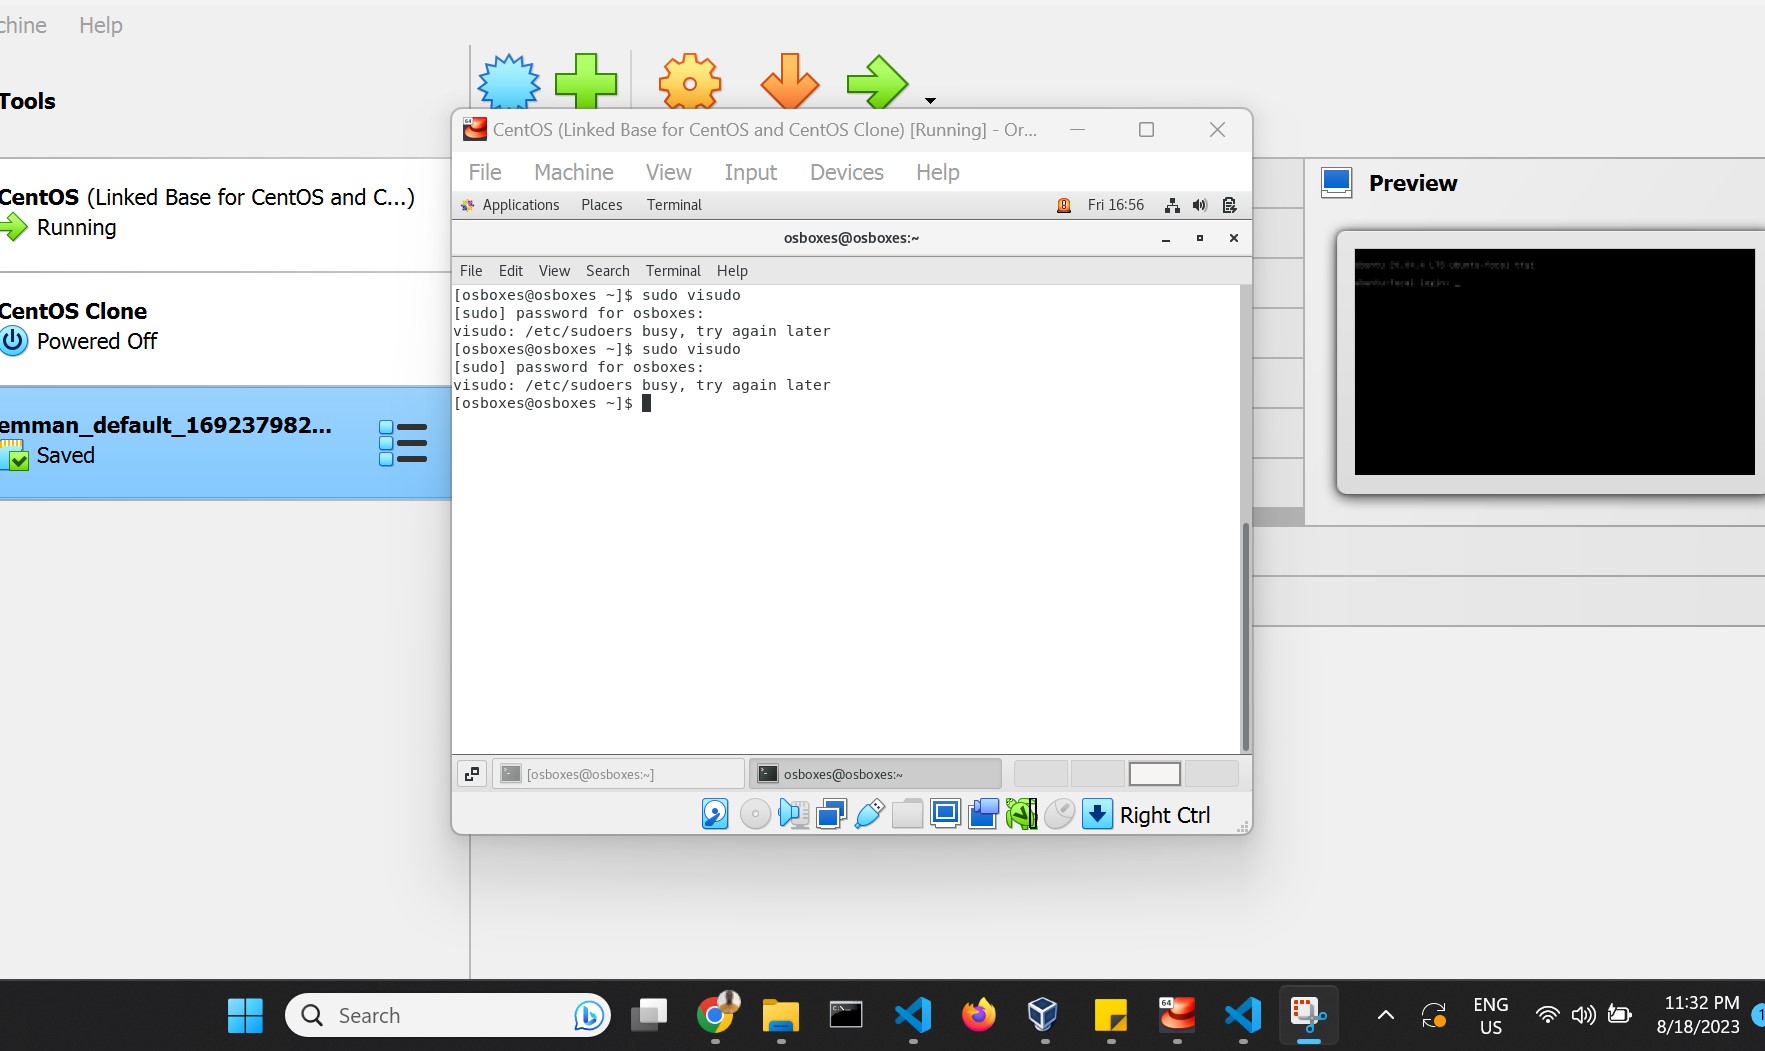 chine Help
Tools
CentOS (Linked Base for CentOS and C...)
Running
CentOS Clone
Powered Off
emman_default_169237982...
Saved
64
CentOS (Linked Base for CentOS and CentOS Clone) [Running] - Or...
File Machine View Input Devices Help
Applications Places Terminal Fri 16:56
osboxes@osboxes:~
File Edit View Search Terminal Help
[osboxes@osboxes ~]$ sudo visudo
[sudo] password for osboxes:
visudo: /etc/sudoers busy, try again later
[osboxes@osboxes ~]$ sudo visudo
[sudo] password for osboxes:
visudo: /etc/sudoers busy, try again later
[osboxes@osboxes ~]$
[osboxes@osboxes:~] osboxes@osboxes:~
Right Ctrl
Preview
Search
64
ENG
US
11:32 PM
8/18/2023
1